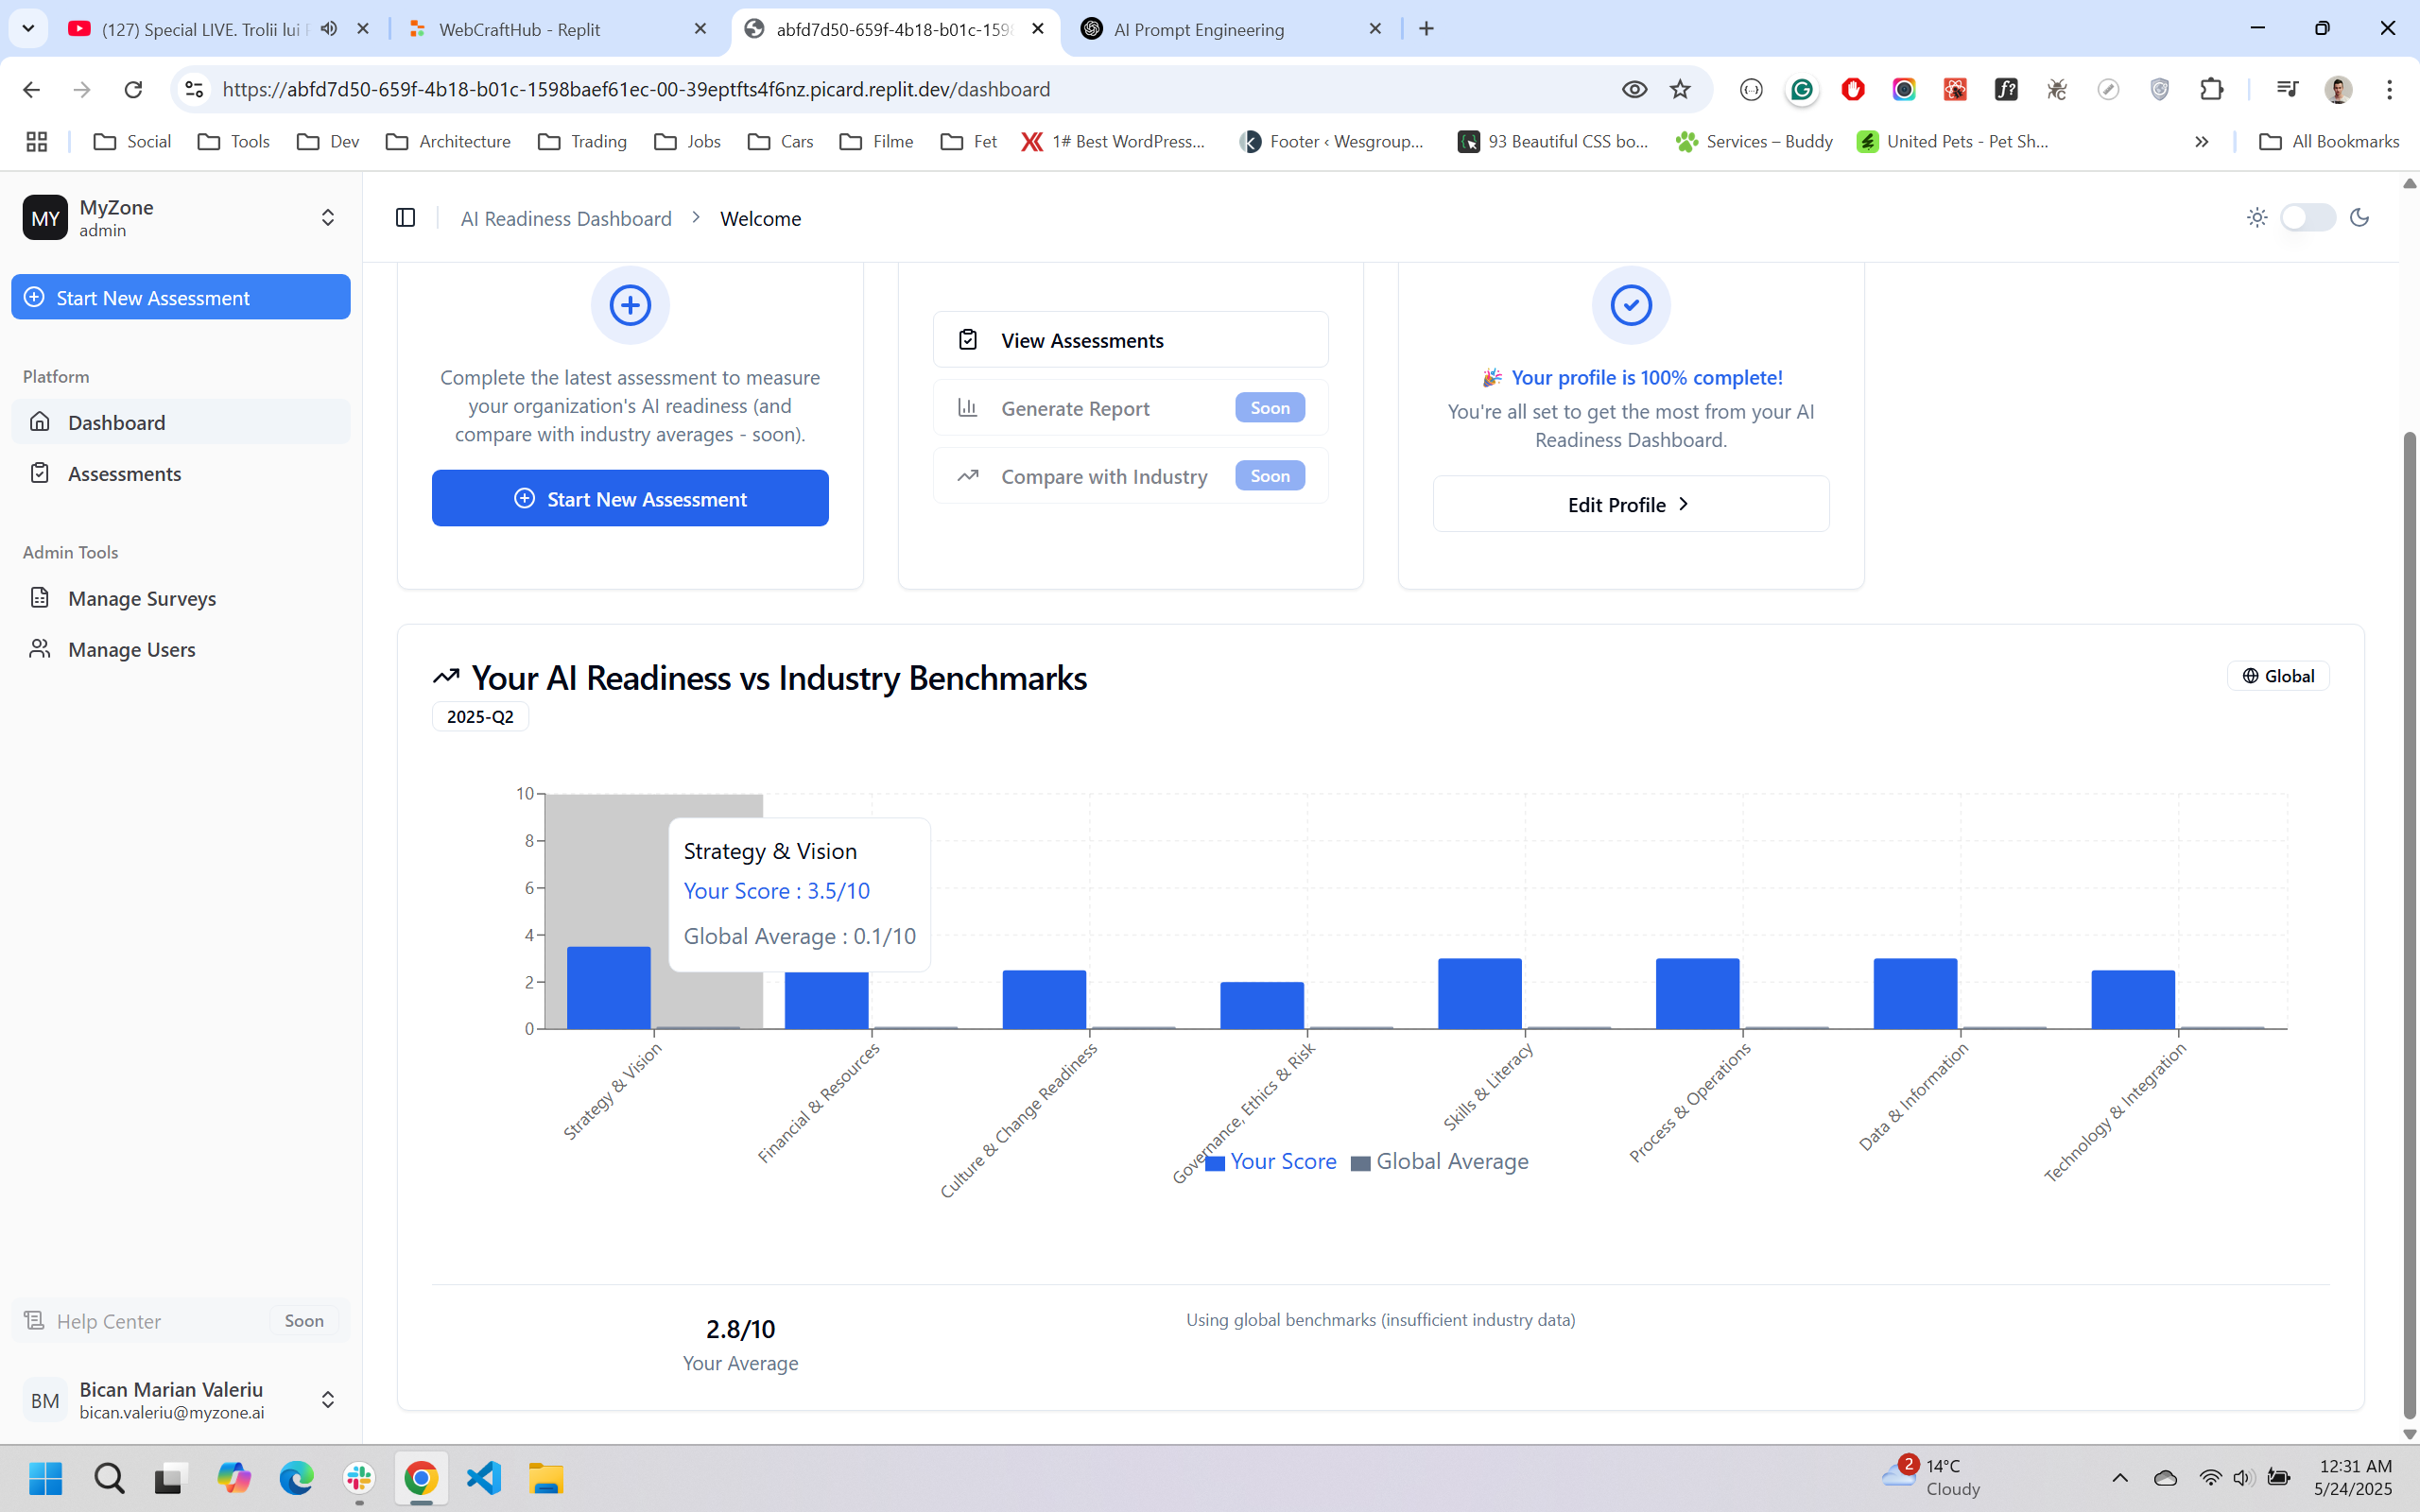 (127) Special LIVE. Trolii lui
WebCraftHub - Replit
abfd7d50-659f-4b18-b01c-159
AI Prompt Engineering
https://abfd7d50-659f-4b18-b01c-1598baef61ec-00-39eptfts4f6nz.picard.replit.dev/dashboard
Social
Tools
Dev
Architecture
Trading
Jobs
Cars
Filme
Fet
1# Best WordPress...
Footer ‹ Wesgroup...
93 Beautiful CSS bo...
Services – Buddy
United Pets - Pet Sh...
All Bookmarks
MY
MyZone
admin
AI Readiness Dashboard
Welcome
Start New Assessment
Platform
Dashboard
Assessments
Admin Tools
Manage Surveys
Manage Users
Complete the latest assessment to measure
your organization's AI readiness (and
compare with industry averages - soon).
Start New Assessment
View Assessments
Generate Report
Soon
Compare with Industry
Soon
Your profile is 100% complete!
You're all set to get the most from your AI
Readiness Dashboard.
Edit Profile
Your AI Readiness vs Industry Benchmarks
Global
2025-Q2
10
8
6
4
2
0
Strategy & Vision
Your Score : 3.5/10
Global Average : 0.1/10
Strategy & Vision
Financial & Resources
Culture & Change Readiness
Governance, Ethics & Risk
Skills & Literacy
Process & Operations
Data & Information
Technology & Integration
Your Score
Global Average
2.8/10
Your Average
Using global benchmarks (insufficient industry data)
Help Center
Soon
BM
Bican Marian Valeriu
bican.valeriu@myzone.ai
2
14°C
Cloudy
12:31 AM
5/24/2025